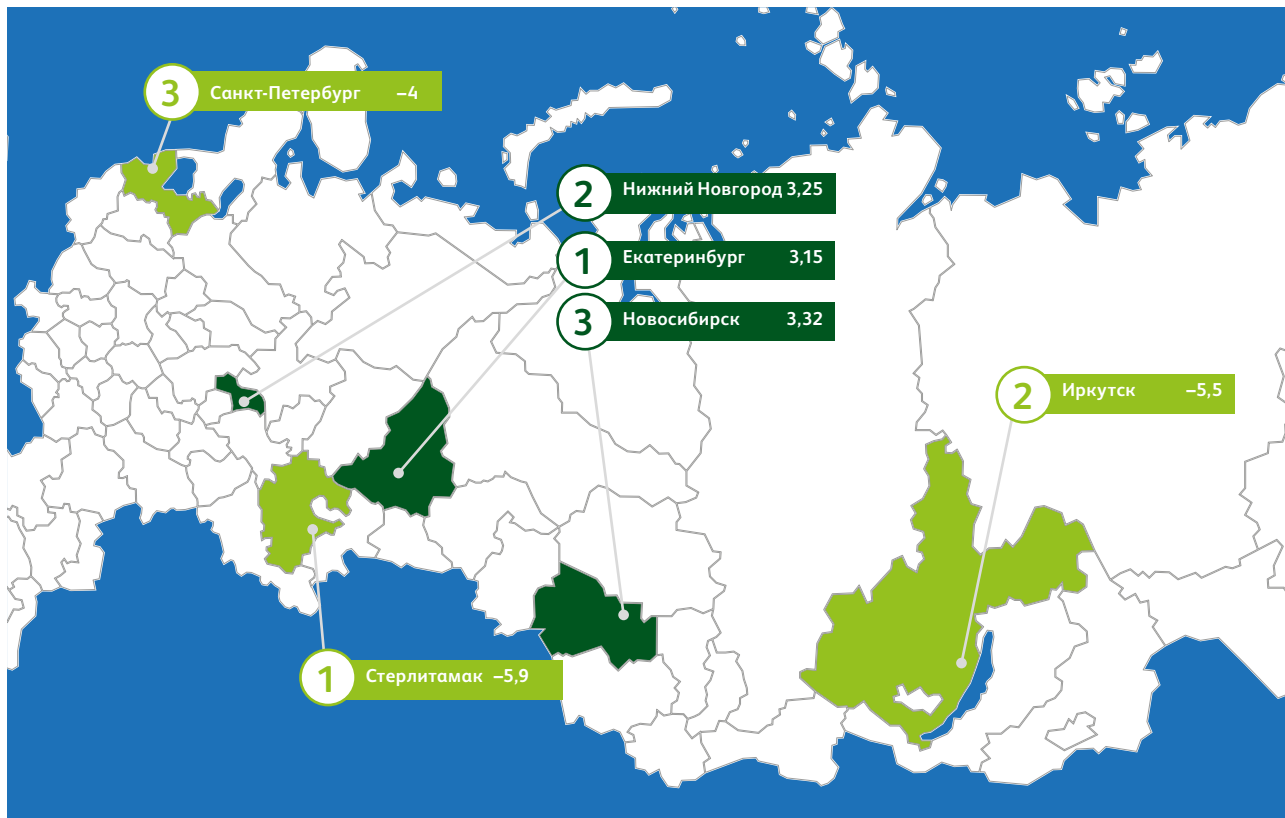 3 Санкт-Петербург –4
2 Нижний Новгород 3,25
1 Екатеринбург 3,15
3 Новосибирск 3,32
2 Иркутск –5,5
1 Стерлитамак –5,9